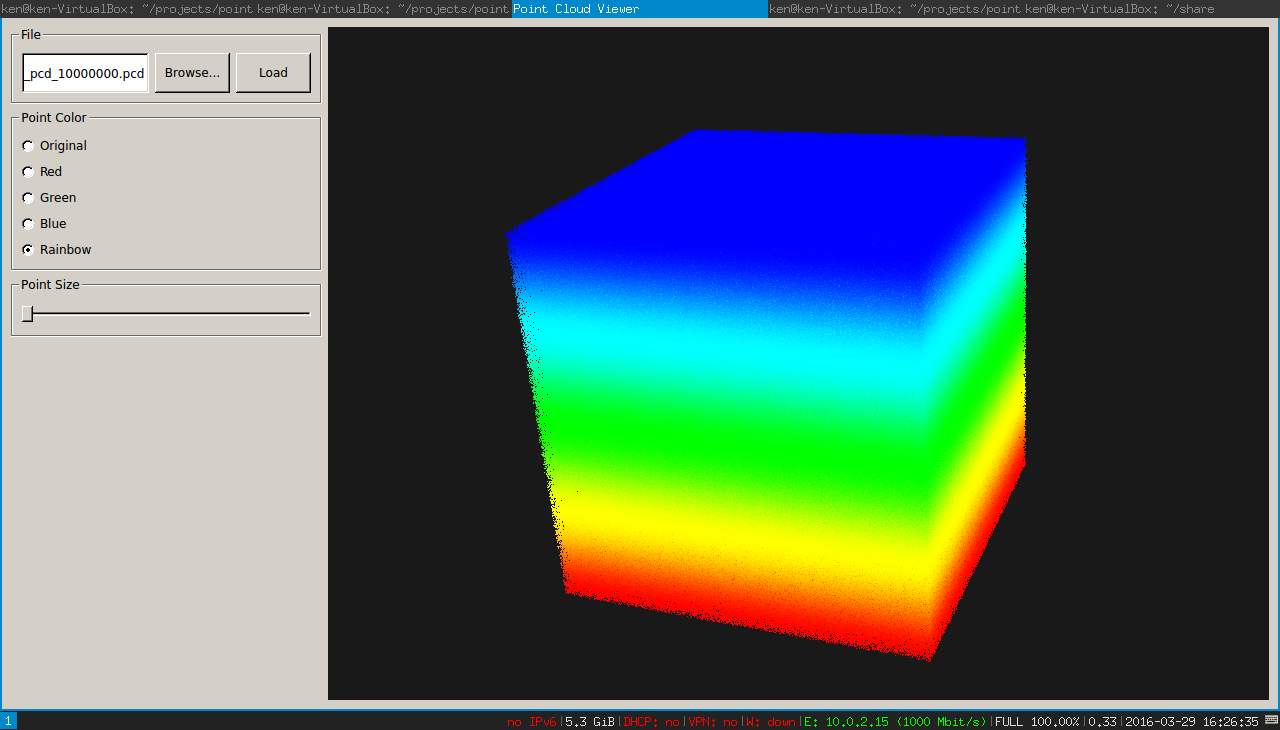 ken@ken-VirtualBox: ~/projects/point ken@ken-VirtualBox: ~/projects/point Point Cloud Viewer ken@ken-VirtualBox: ~/projects/point ken@ken-VirtualBox: ~/share
File
_pcd_10000000.pcd Browse... Load
Point Color
Original
Red
Green
Blue
Rainbow
Point Size
1 no IPv6|5.3 GiB|DHCP: no|VPN: no|W: down|E: 10.0.2.15 (1000 Mbit/s)|FULL 100.00%|0.33|2016-03-29 16:26:35